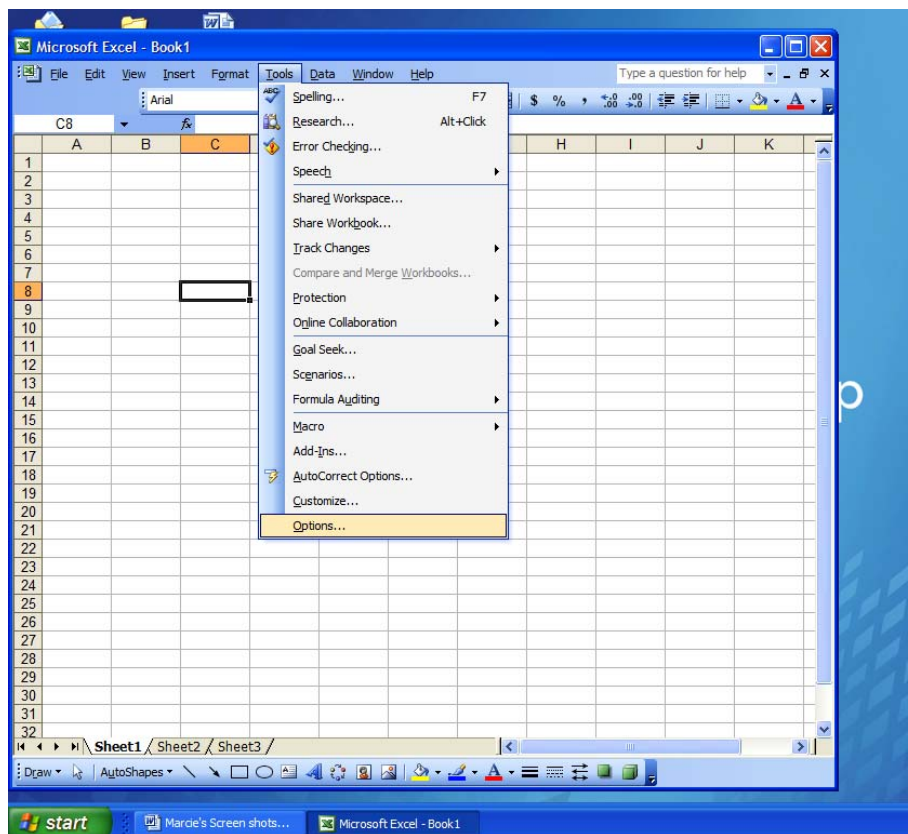 Microsoft Excel - Book1
File Edit View Insert Format Tools Data Window Help Type a question for help
Arial $ % ,
C8 fx
A B C H I J K
Spelling... F7
Research... Alt+Click
Error Checking...
Speech
Shared Workspace...
Share Workbook...
Track Changes
Compare and Merge Workbooks...
Protection
Online Collaboration
Goal Seek...
Scenarios...
Formula Auditing
Macro
Add-Ins...
AutoCorrect Options...
Customize...
Options...
1
2
3
4
5
6
7
8
9
10
11
12
13
14
15
16
17
18
19
20
21
22
23
24
25
26
27
28
29
30
31
32
p
Sheet1 Sheet2 Sheet3
Draw AutoShapes
start Marcie's Screen shots... Microsoft Excel - Book1